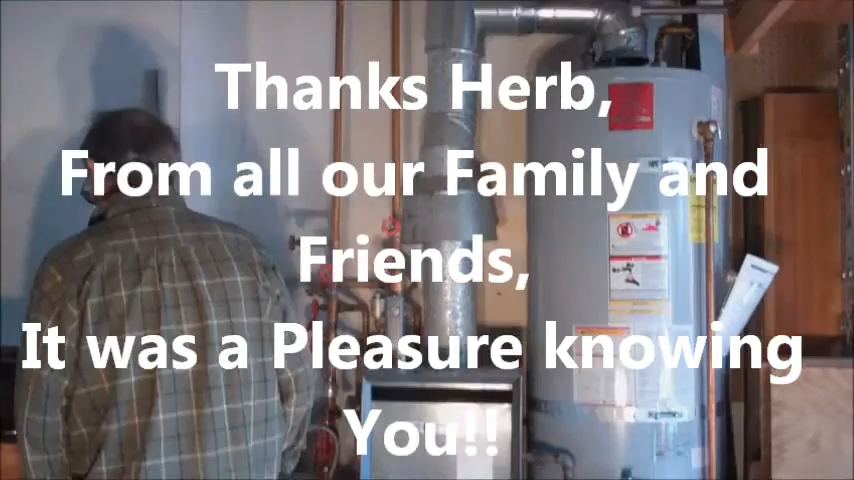 Thanks Herb,
From all our Family and
Friends,
It was a Pleasure knowing
You!!